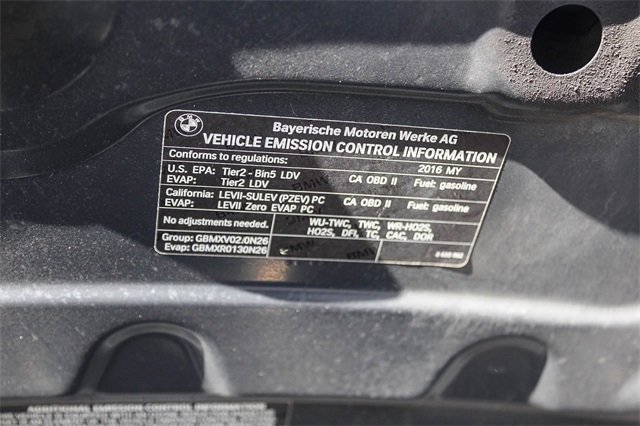 Bayerische Motoren Werke AG
VEHICLE EMISSION CONTROL INFORMATION
Conforms to regulations: 2016 MY
U.S. EPA: Tier2 - Bin5 LDV CA OBD II Fuel: gasoline
EVAP: Tier2 LDV
California: LEVII-SULEV (PZEV) PC CA OBD II Fuel: gasoline
EVAP: LEVII Zero EVAP PC
No adjustments needed. WU-TWC, TWC, WR-HO2S,
HO2S, DFI, TC, CAC, DOR
Group: GBMXV02.0N26
Evap: GBMXR0130N26